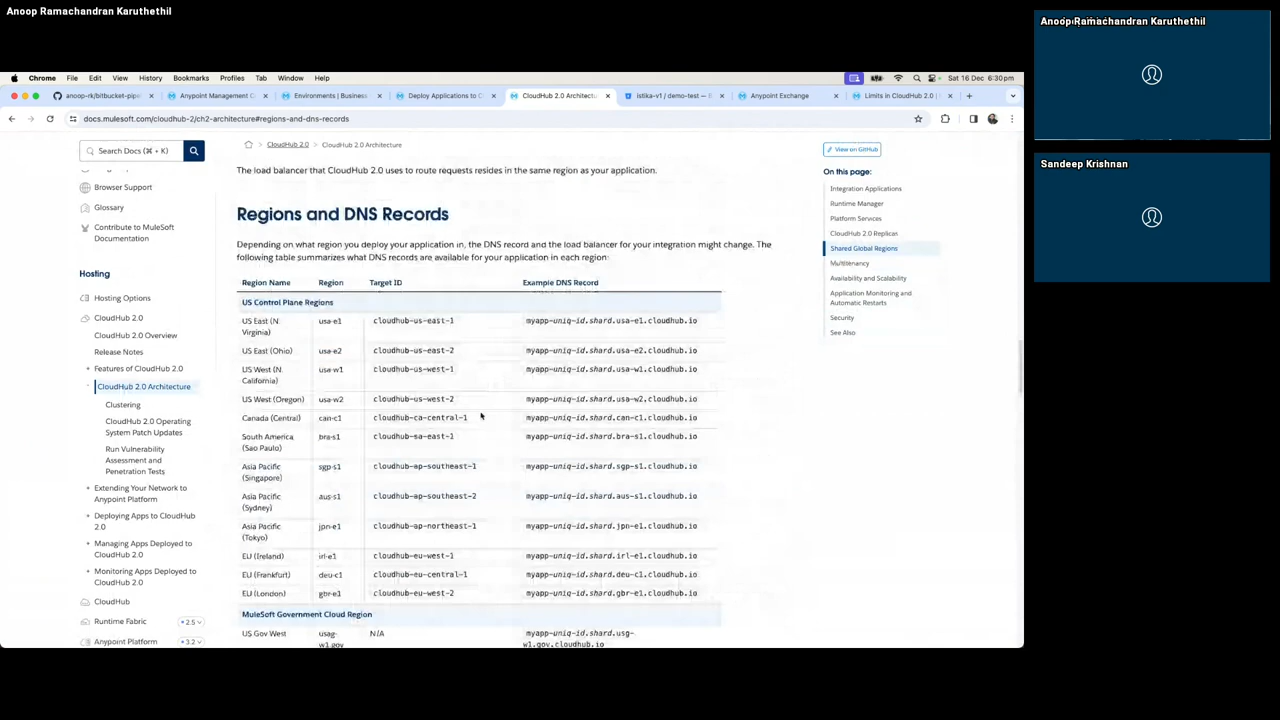 Anoop Ramachandran Karuthethil
Anoop Ramachandran Karuthethil
Sandeep Krishnan
Chrome File Edit View History Bookmarks Profiles Tab Window Help
Sat 16 Dec 6:30pm
anoop-rk/bitbucket-pipe
Anypoint Management C
Environments | Business
Deploy Applications to C
CloudHub 2.0 Architectu
istika-v1 / demo-test — B
Anypoint Exchange
Limits in CloudHub 2.0 |
docs.mulesoft.com/cloudhub-2/ch2-architecture#regions-and-dns-records
Search Docs (⌘ + K)
Browser Support
Glossary
Contribute to MuleSoft
Documentation
Hosting
Hosting Options
CloudHub 2.0
CloudHub 2.0 Overview
Release Notes
Features of CloudHub 2.0
CloudHub 2.0 Architecture
Clustering
CloudHub 2.0 Operating
System Patch Updates
Run Vulnerability
Assessment and
Penetration Tests
Extending Your Network to
Anypoint Platform
Deploying Apps to CloudHub
2.0
Managing Apps Deployed to
CloudHub 2.0
Monitoring Apps Deployed to
CloudHub 2.0
CloudHub
Runtime Fabric 2.5
Anypoint Platform 3.2
CloudHub 2.0 CloudHub 2.0 Architecture
The load balancer that CloudHub 2.0 uses to route requests resides in the same region as your application.
Regions and DNS Records
Depending on what region you deploy your application in, the DNS record and the load balancer for your integration might change. The
following table summarizes what DNS records are available for your application in each region:
Region Name Region Target ID Example DNS Record
US Control Plane Regions
US East (N. usa-e1 cloudhub-us-east-1 myapp-uniq-id.shard.usa-e1.cloudhub.io
Virginia)
US East (Ohio) usa-e2 cloudhub-us-east-2 myapp-uniq-id.shard.usa-e2.cloudhub.io
US West (N. usa-w1 cloudhub-us-west-1 myapp-uniq-id.shard.usa-w1.cloudhub.io
California)
US West (Oregon) usa-w2 cloudhub-us-west-2 myapp-uniq-id.shard.usa-w2.cloudhub.io
Canada (Central) can-c1 cloudhub-ca-central-1 myapp-uniq-id.shard.can-c1.cloudhub.io
South America bra-s1 cloudhub-sa-east-1 myapp-uniq-id.shard.bra-s1.cloudhub.io
(Sao Paulo)
Asia Pacific sgp-s1 cloudhub-ap-southeast-1 myapp-uniq-id.shard.sgp-s1.cloudhub.io
(Singapore)
Asia Pacific aus-s1 cloudhub-ap-southeast-2 myapp-uniq-id.shard.aus-s1.cloudhub.io
(Sydney)
Asia Pacific jpn-e1 cloudhub-ap-northeast-1 myapp-uniq-id.shard.jpn-e1.cloudhub.io
(Tokyo)
EU (Ireland) irl-e1 cloudhub-eu-west-1 myapp-uniq-id.shard.irl-e1.cloudhub.io
EU (Frankfurt) deu-c1 cloudhub-eu-central-1 myapp-uniq-id.shard.deu-c1.cloudhub.io
EU (London) gbr-e1 cloudhub-eu-west-2 myapp-uniq-id.shard.gbr-e1.cloudhub.io
MuleSoft Government Cloud Region
US Gov West usag- N/A myapp-uniq-id.shard.usg-
w1.gov w1.gov.cloudhub.io
View on GitHub
On this page:
Integration Applications
Runtime Manager
Platform Services
CloudHub 2.0 Replicas
Shared Global Regions
Multitenancy
Availability and Scalability
Application Monitoring and
Automatic Restarts
Security
See Also